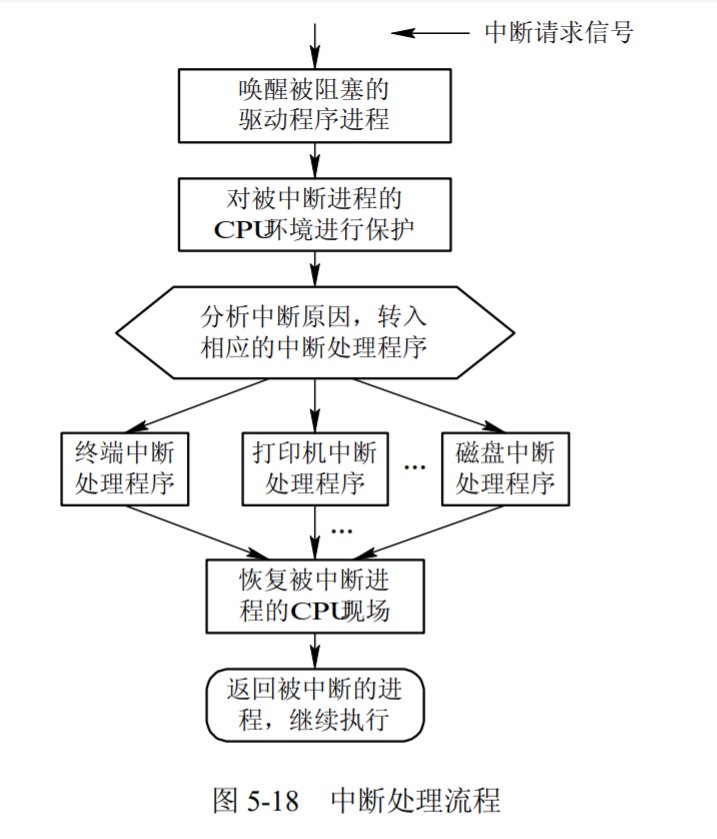 中断请求信号
唤醒被阻塞的
驱动程序进程
对被中断进程的
CPU环境进行保护
分析中断原因，转入
相应的中断处理程序
终端中断
处理程序
打印机中断
处理程序
…
磁盘中断
处理程序
…
恢复被中断进
程的CPU现场
返回被中断的进
程，继续执行
图 5-18 中断处理流程